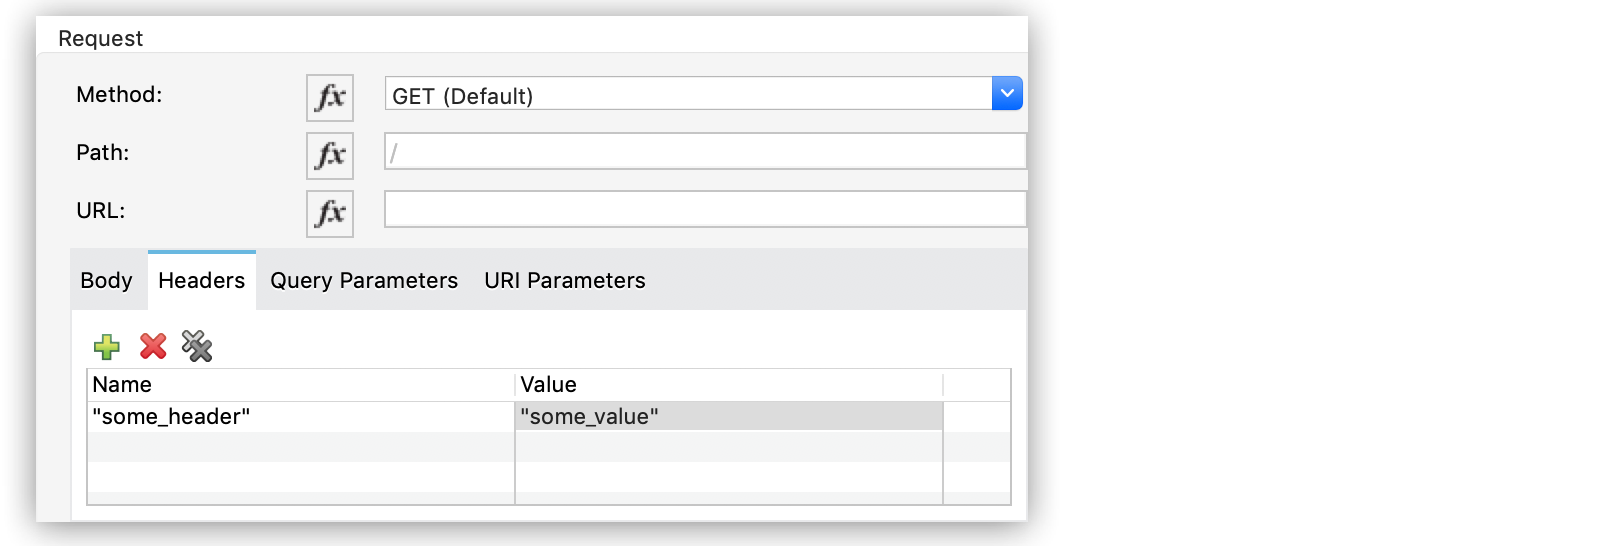 Request
Method: fx GET (Default)
Path: fx /
URL: fx
Body Headers Query Parameters URI Parameters
Name Value
"some_header" "some_value"